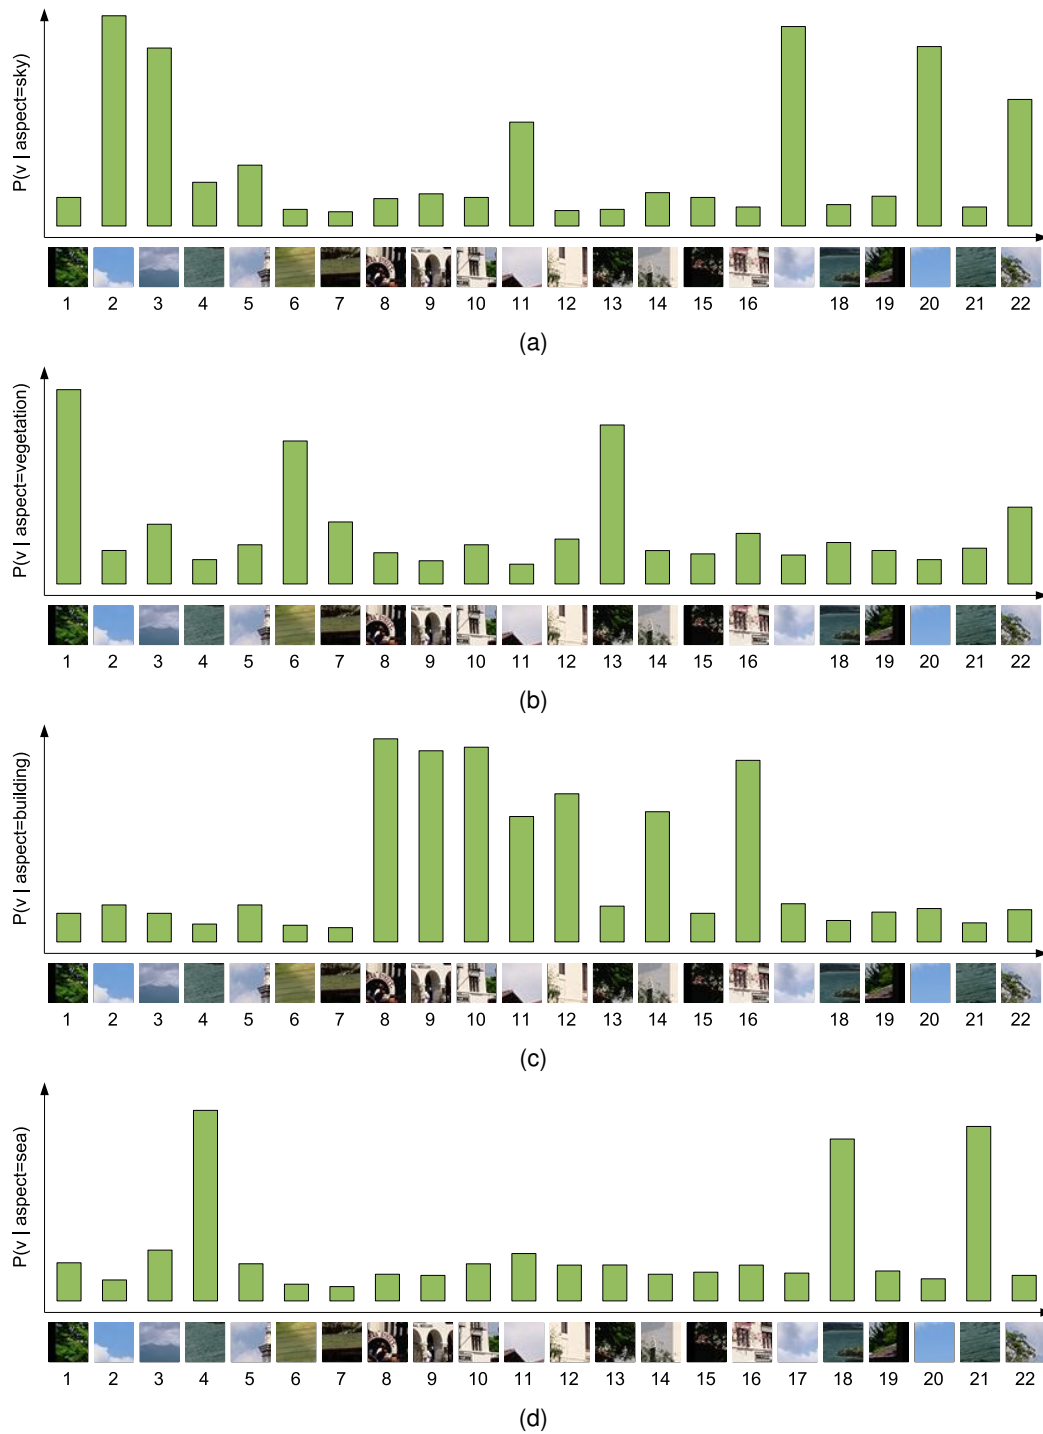 P(v | aspect=sky)
1 2 3 4 5 6 7 8 9 10 11 12 13 14 15 16 18 19 20 21 22
(a)
P(v | aspect=vegetation)
1 2 3 4 5 6 7 8 9 10 11 12 13 14 15 16 18 19 20 21 22
(b)
P(v | aspect=building)
1 2 3 4 5 6 7 8 9 10 11 12 13 14 15 16 18 19 20 21 22
(c)
P(v | aspect=sea)
1 2 3 4 5 6 7 8 9 10 11 12 13 14 15 16 17 18 19 20 21 22
(d)